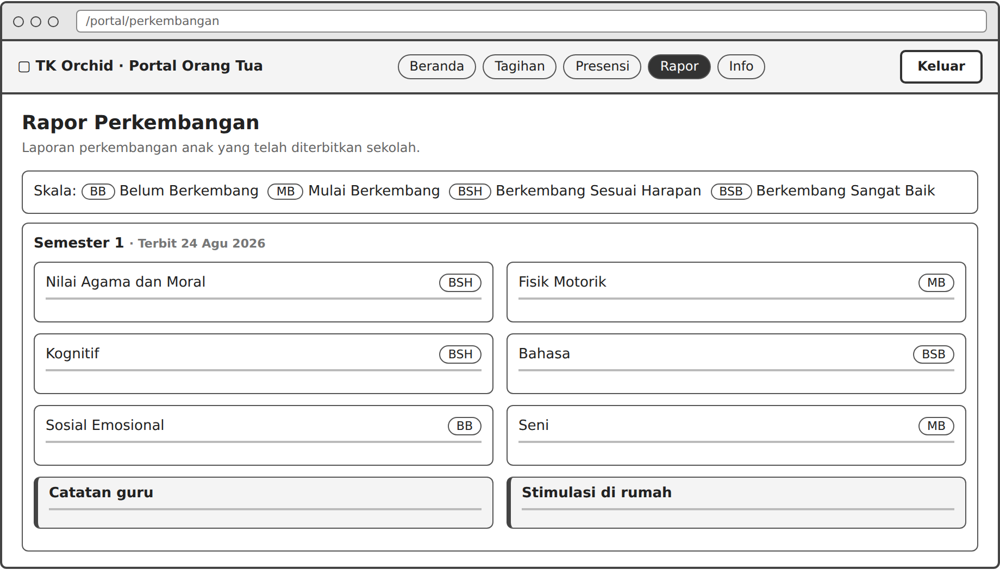 /portal/perkembangan
TK Orchid · Portal Orang Tua
Beranda
Tagihan
Presensi
Rapor
Info
Keluar
Rapor Perkembangan
Laporan perkembangan anak yang telah diterbitkan sekolah.
Skala: BB Belum Berkembang MB Mulai Berkembang BSH Berkembang Sesuai Harapan BSB Berkembang Sangat Baik
Semester 1 · Terbit 24 Agu 2026
Nilai Agama dan Moral BSH
Fisik Motorik MB
Kognitif BSH
Bahasa BSB
Sosial Emosional BB
Seni MB
Catatan guru
Stimulasi di rumah